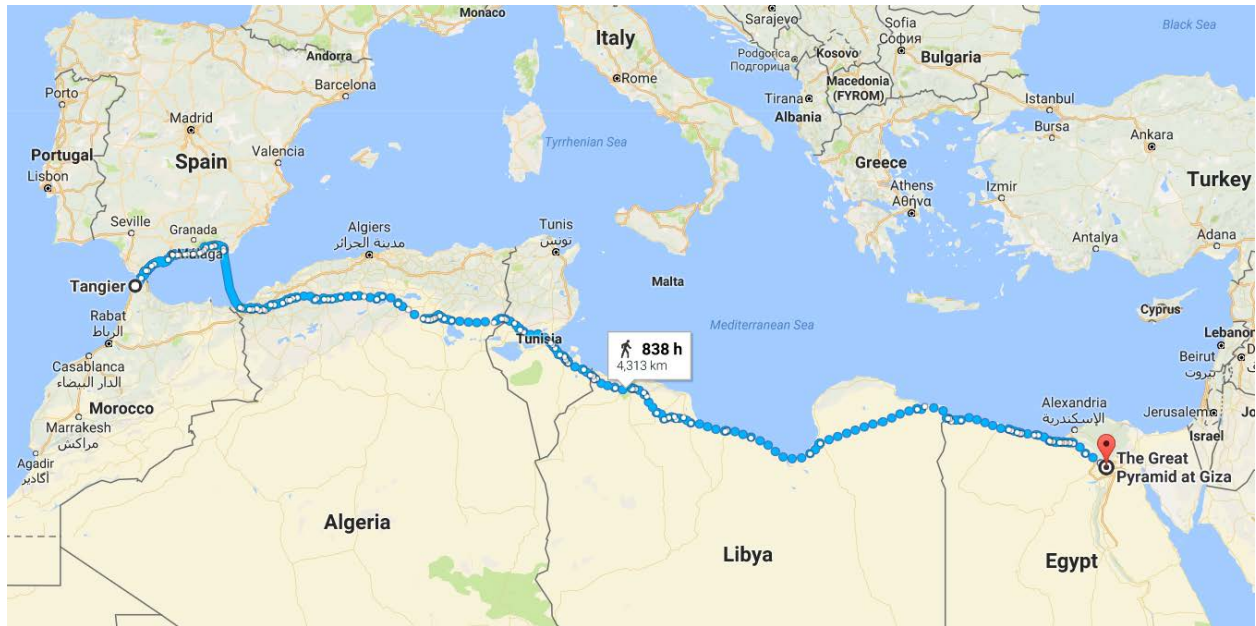 Monaco
Andorra
Italy
Sarajevo
Sofia
София
Black Sea
Porto
Barcelona
Rome
Podgorica
Подгорица
Kosovo
Bulgaria
Macedonia
(FYROM)
Madrid
Tirana
Albania
Istanbul
Bursa
Ankara
Portugal
Spain
Valencia
Tyrrhenian Sea
Greece
Lisbon
Athens
Αθήνα
Izmir
Turkey
Seville
Granada
Algiers
مدينة الجزائر
Tunis
تونس
Antalya
Adana
Tangier
Malta
Rabat
الرباط
Mediterranean Sea
Cyprus
Tunisia
838 h
4,313 km
Lebanon
Beirut
بيروت
Casablanca
الدار البيضاء
Morocco
Marrakesh
مراكش
Alexandria
الإسكندرية
Jerusalem
Israel
Agadir
أكادير
The Great
Pyramid at Giza
Algeria
Libya
Egypt